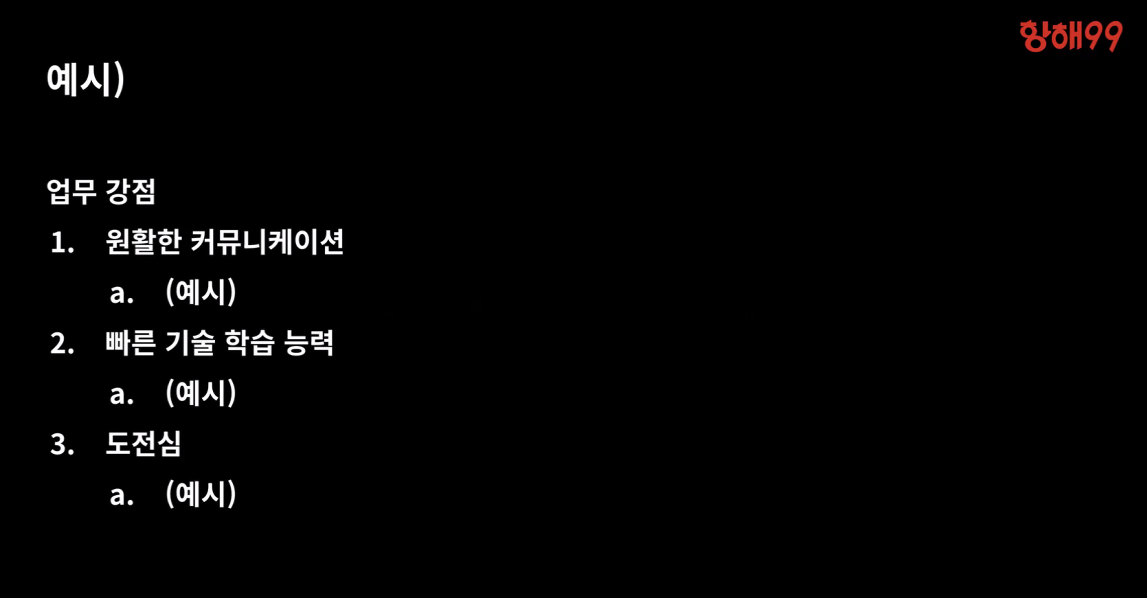 항해99
예시)
업무 강점
1. 원활한 커뮤니케이션
a. (예시)
2. 빠른 기술 학습 능력
a. (예시)
3. 도전심
a. (예시)